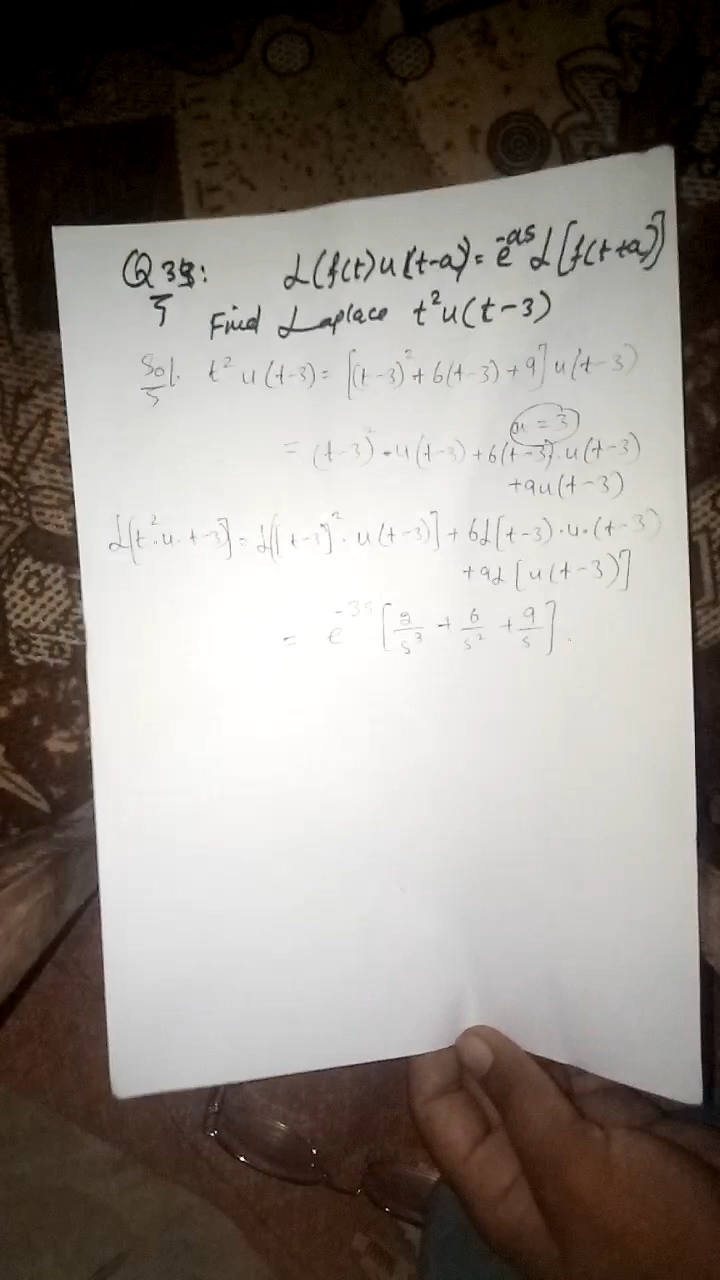 Q 38: L(f(t)u(t-a)) = e^-as L[f(t+a)]
Find Laplace t²u(t-3)
Sol. t² u(t-3) = [(t-3)² + 6(t-3) + 9] u(t-3)
u = 3
= (t-3)² · u(t-3) + 6(t-3) · u(t-3)
+ 9u(t-3)
L[t² · u · t-3] = L[[t-3]² · u(t-3)] + 6L[t-3) · u · (t-3)
+ 9L [u(t-3)]
= e^-3s [2/s³ + 6/s² + 9/s].